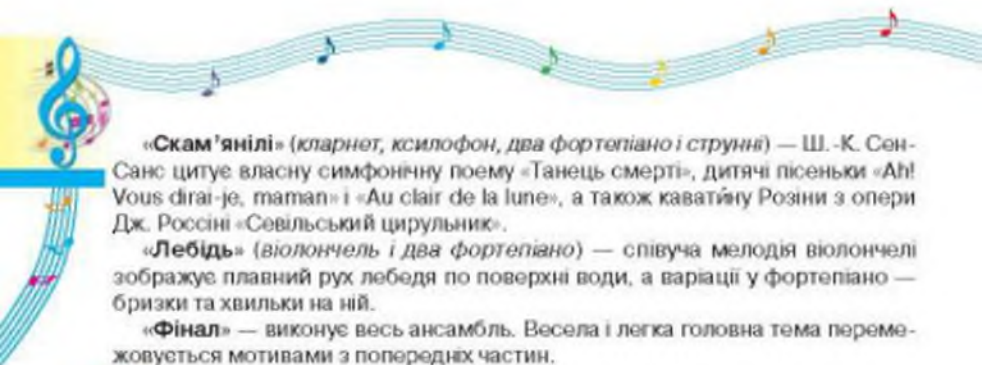 «Скам’янілі» (кларнет, ксилофон, два фортепіано і струнні) — Ш.-К. Сен-
Санс цитує власну симфонічну поему «Танець смерті», дитячі пісеньки «Ah!
Vous dirai-je, maman» і «Au clair de la lune», а також каватѝну Розіни з опери
Дж. Россіні «Севільський цирульник».
«Лебідь» (віолончель і два фортепіано) — співуча мелодія віолончелі
зображує плавний рух лебедя по поверхні води, а варіації у фортепіано —
бризки та хвильки на ній.
«Фінал» — виконує весь ансамбль. Весела і легка головна тема переме-
жовується мотивами з попередніх частин.